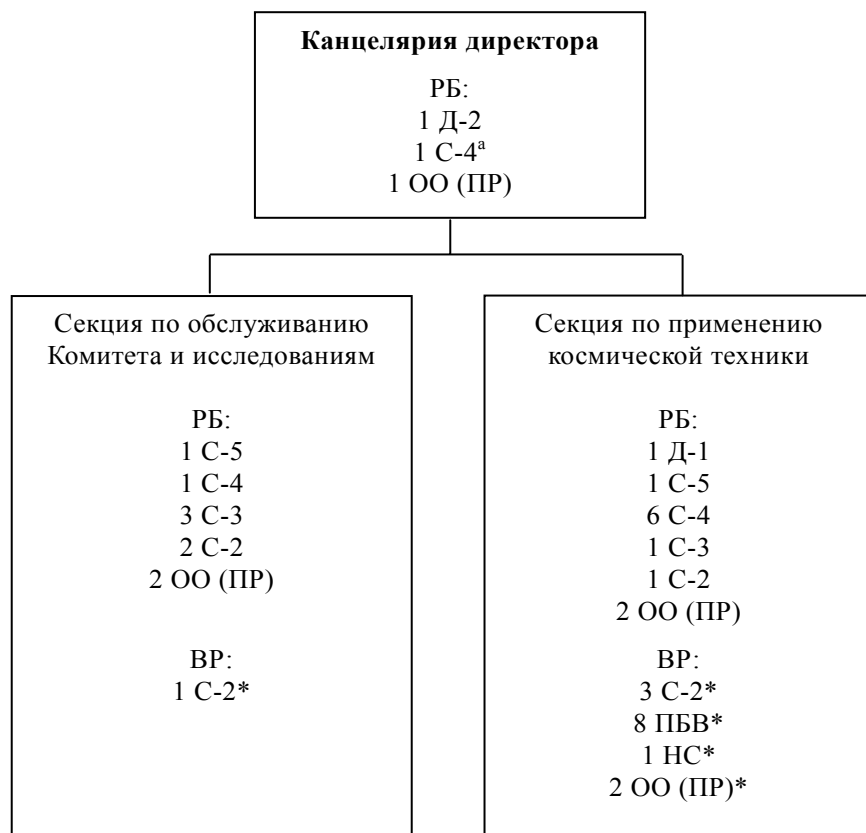 Канцелярия директора
РБ:
1 Д-2
1 С-4ᵃ
1 ОО (ПР)
Секция по обслуживанию
Комитета и исследованиям
РБ:
1 С-5
1 С-4
3 С-3
2 С-2
2 ОО (ПР)
ВР:
1 С-2*
Секция по применению
космической техники
РБ:
1 Д-1
1 С-5
6 С-4
1 С-3
1 С-2
2 ОО (ПР)
ВР:
3 С-2*
8 ПБВ*
1 НС*
2 ОО (ПР)*